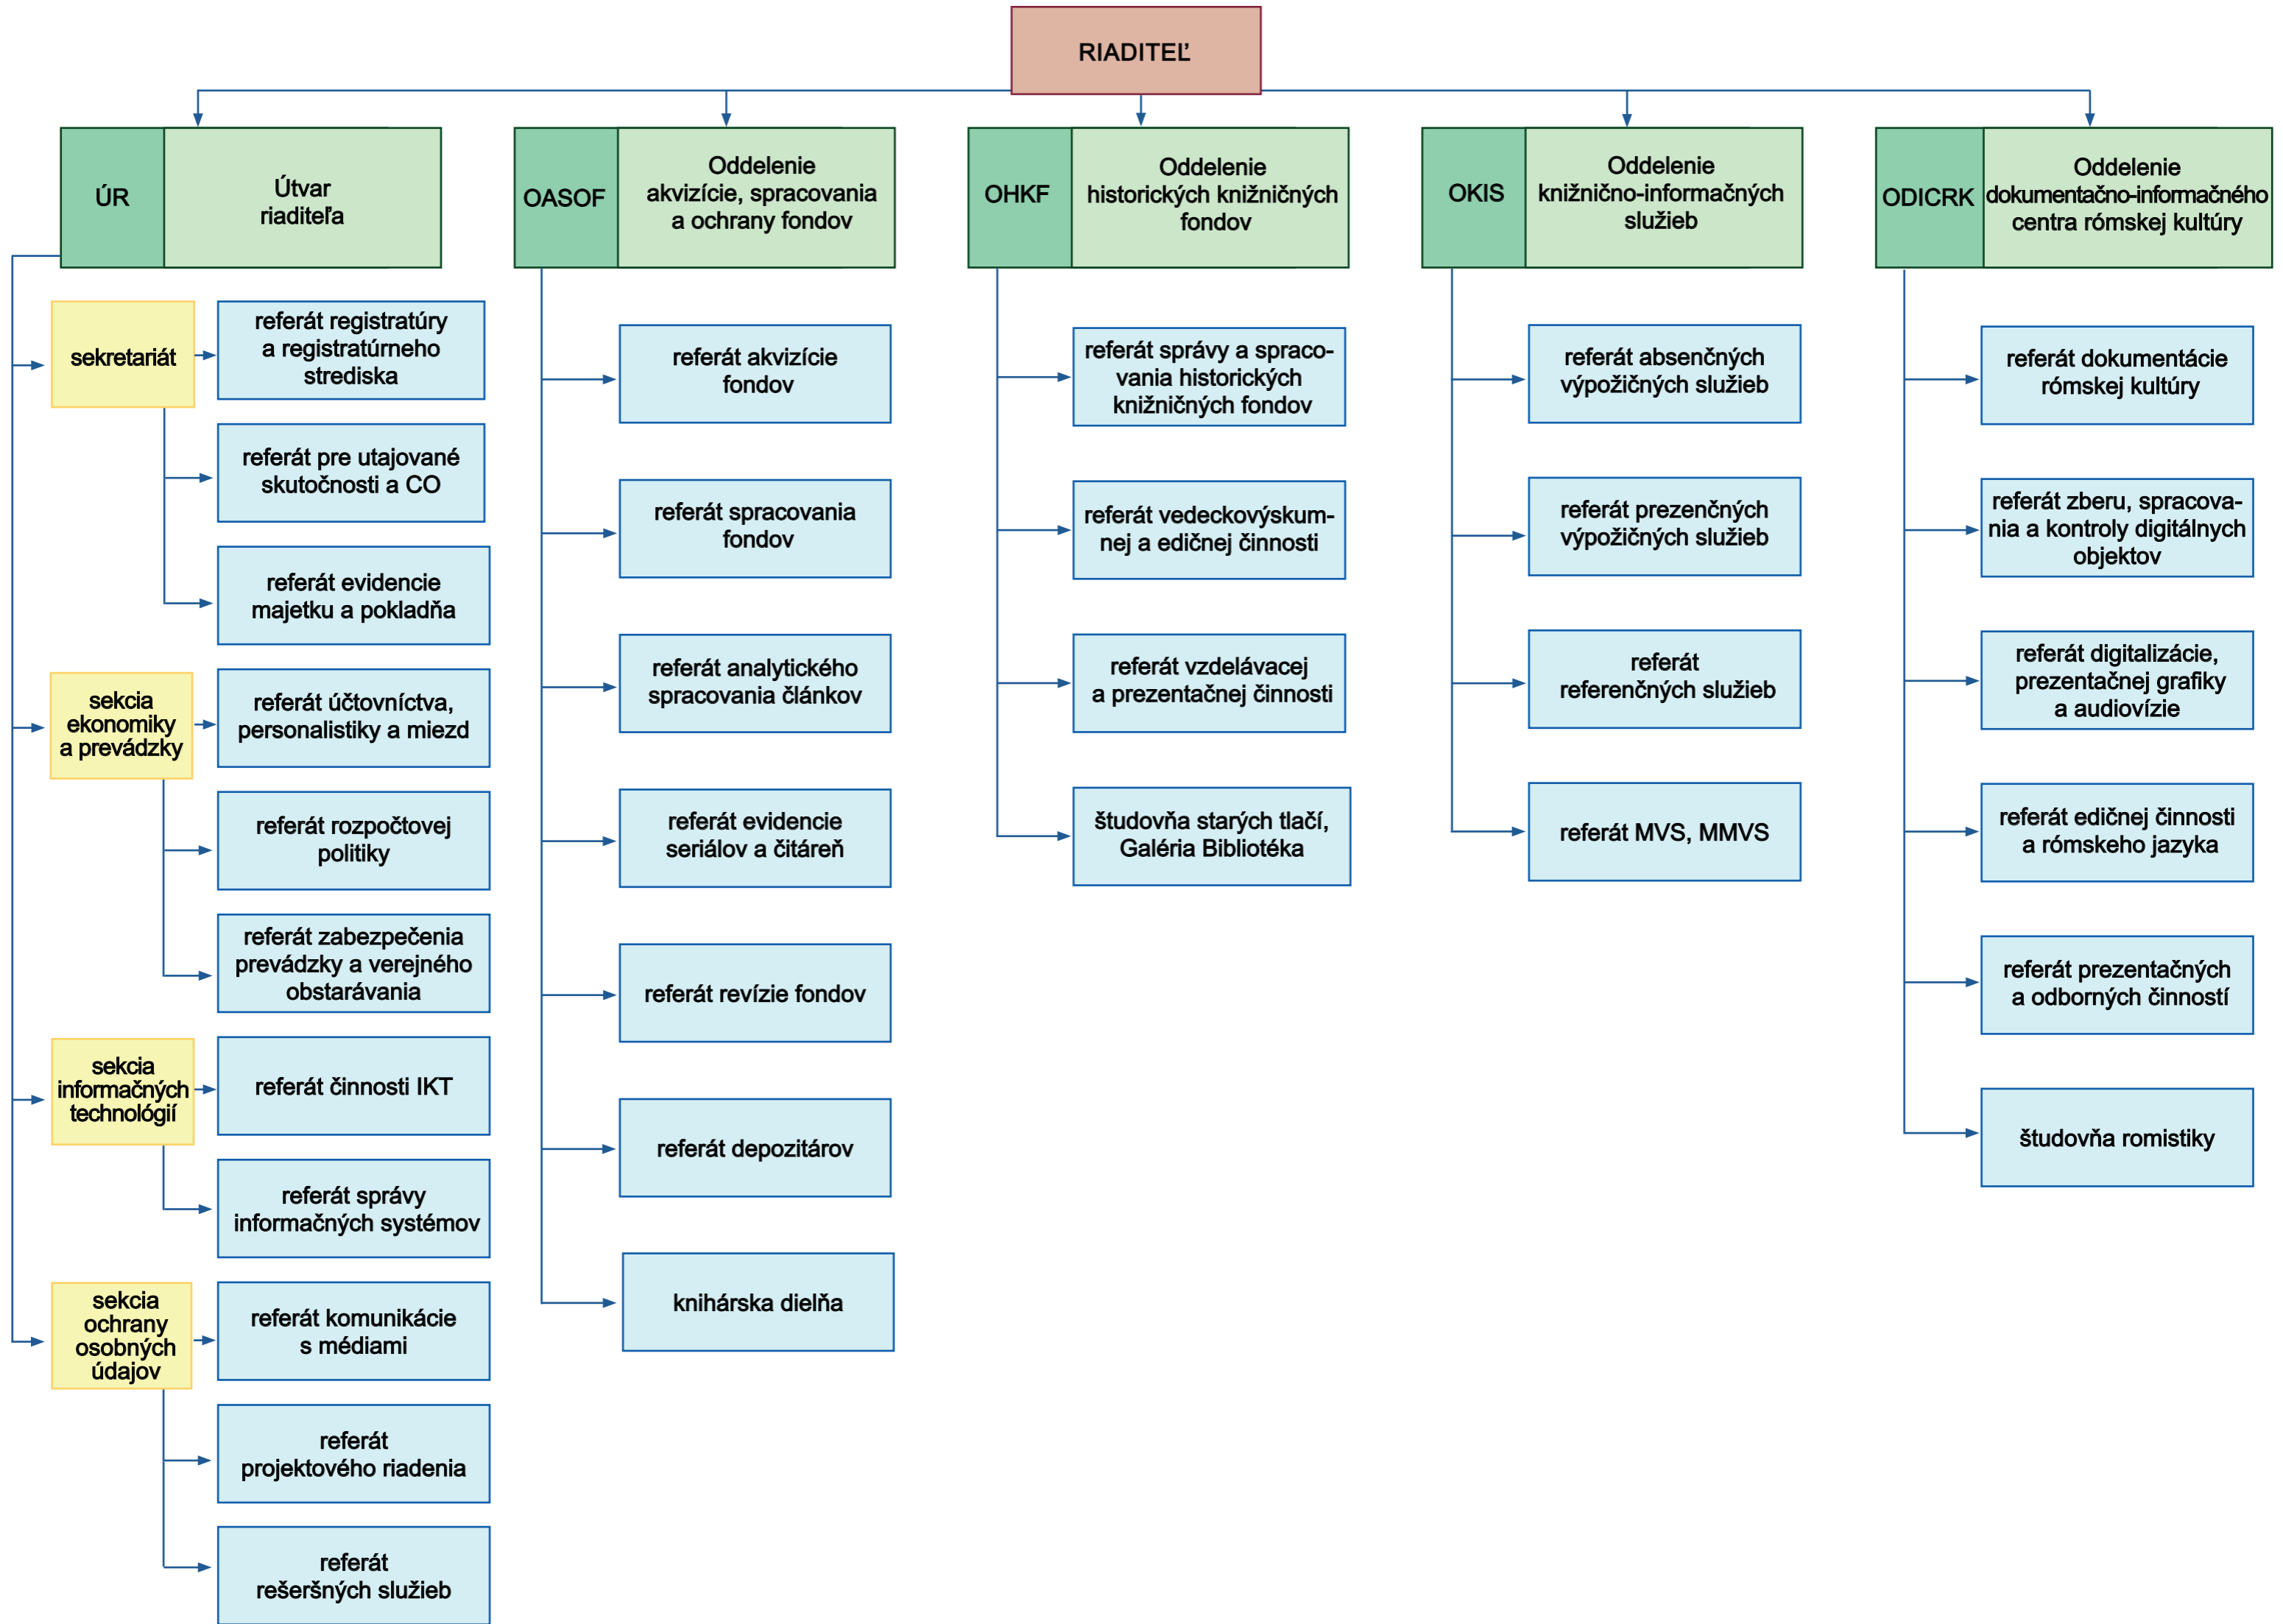 RIADITEĽ
ÚR
Útvar
riaditeľa
sekretariát
referát registratúry
a registratúrneho
strediska
referát pre utajované
skutočnosti a CO
referát evidencie
majetku a pokladňa
sekcia
ekonomiky
a prevádzky
referát účtovníctva,
personalistiky a miezd
referát rozpočtovej
politiky
referát zabezpečenia
prevádzky a verejného
obstarávania
sekcia
informačných
technológií
referát činnosti IKT
referát správy
informačných systémov
sekcia
ochrany
osobných
údajov
referát komunikácie
s médiami
referát
projektového riadenia
referát
rešeršných služieb
OASOF
Oddelenie
akvizície, spracovania
a ochrany fondov
referát akvizície
fondov
referát spracovania
fondov
referát analytického
spracovania článkov
referát evidencie
seriálov a čitáreň
referát revízie fondov
referát depozitárov
knihárska dielňa
OHKF
Oddelenie
historických knižničných
fondov
referát správy a spraco-
vania historických
knižničných fondov
referát vedeckovýskum-
nej a edičnej činnosti
referát vzdelávacej
a prezentačnej činnosti
študovňa starých tlačí,
Galéria Bibliotéka
OKIS
Oddelenie
knižnično-informačných
služieb
referát absenčných
výpožičných služieb
referát prezenčných
výpožičných služieb
referát
referenčných služieb
referát MVS, MMVS
ODICRK
Oddelenie
dokumentačno-informačného
centra rómskej kultúry
referát dokumentácie
rómskej kultúry
referát zberu, spracova-
nia a kontroly digitálnych
objektov
referát digitalizácie,
prezentačnej grafiky
a audiovízie
referát edičnej činnosti
a rómskeho jazyka
referát prezentačných
a odborných činností
študovňa romistiky